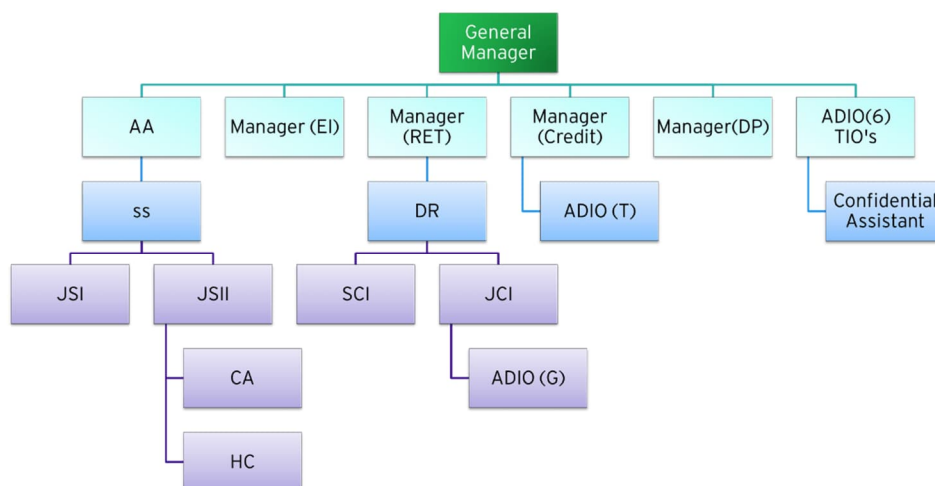 General
Manager
AA
Manager (EI)
Manager
(RET)
Manager
(Credit)
Manager(DP)
ADIO(6)
TIO's
ss
DR
ADIO (T)
Confidential
Assistant
JSI
JSII
SCI
JCI
CA
ADIO (G)
HC